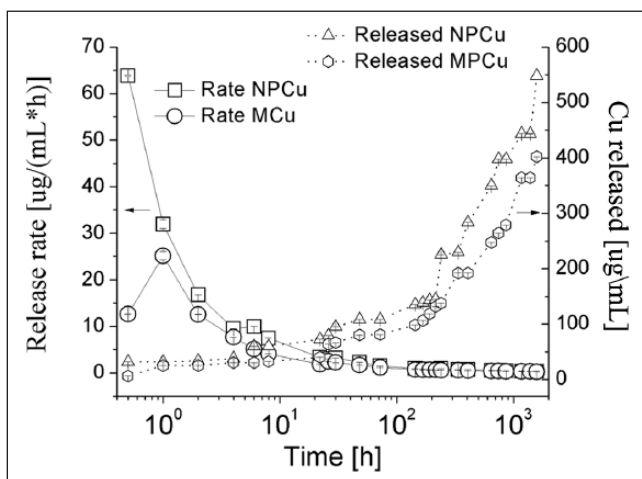 Released NPCu
Released MPCu
Rate NPCu
Rate MCu
Release rate [ug/(mL*h)]
70
60
50
40
30
20
10
0
Cu released [ug\mL]
600
500
400
300
200
100
0
10⁰
10¹
10²
10³
Time [h]